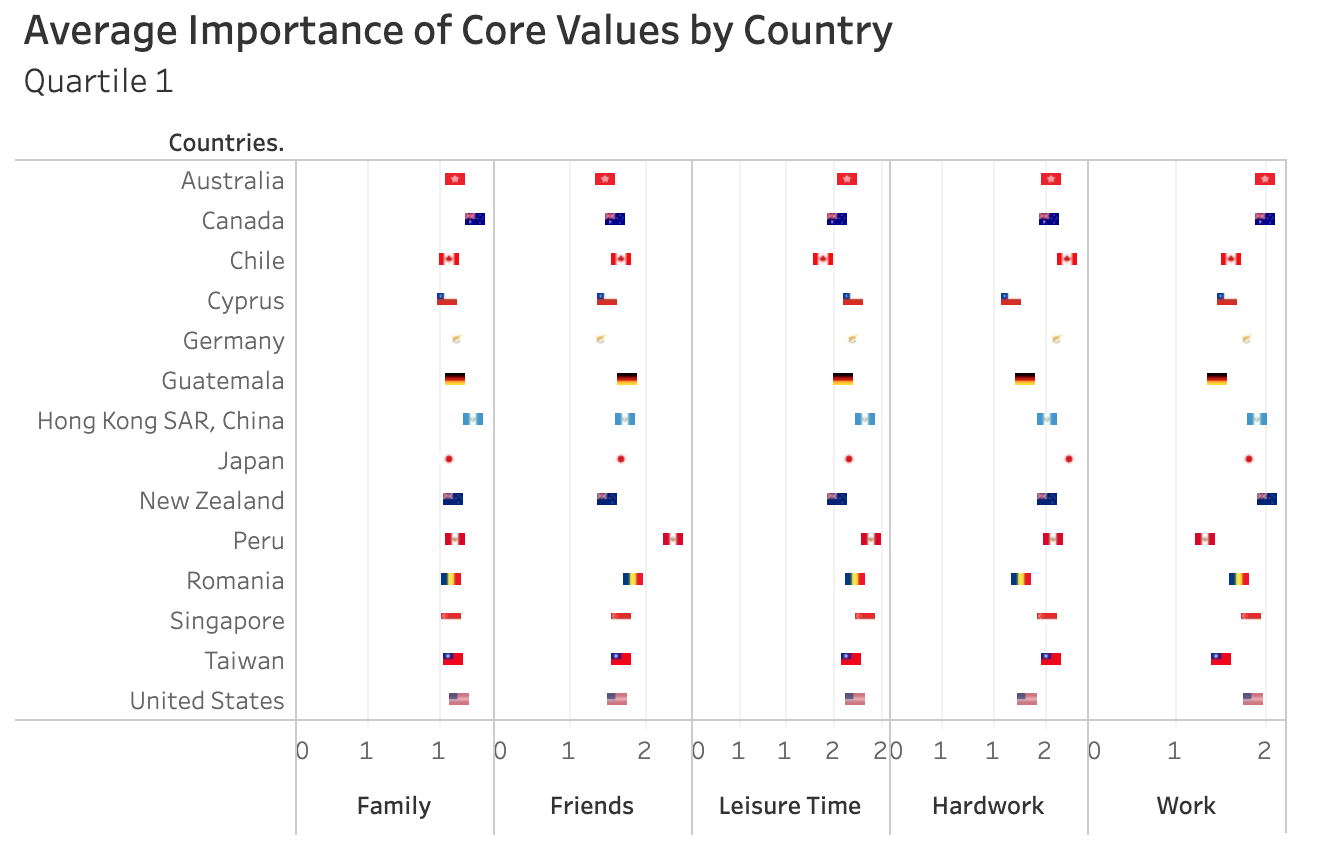 Average Importance of Core Values by Country
Quartile 1
Countries.
Australia
Canada
Chile
Cyprus
Germany
Guatemala
Hong Kong SAR, China
Japan
New Zealand
Peru
Romania
Singapore
Taiwan
United States
0 1 1 0 1 2 0 1 1 2 2 0 1 1 2 0 1 2
Family Friends Leisure Time Hardwork Work